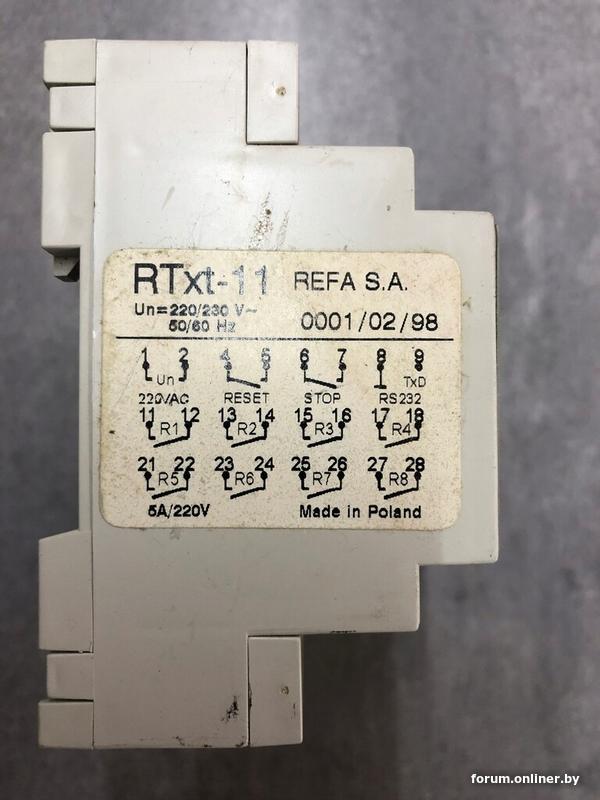 RTxt-11 REFA S.A.
Un=220/230 V~
50/60 Hz 0001/02/98
1 2 4 5 6 7 8 9
Un TxD
220VAC RESET STOP RS232
11 12 13 14 15 16 17 18
R1 R2 R3 R4
21 22 23 24 25 26 27 28
R5 R6 R7 R8
5A/220V Made in Poland
forum.onliner.by